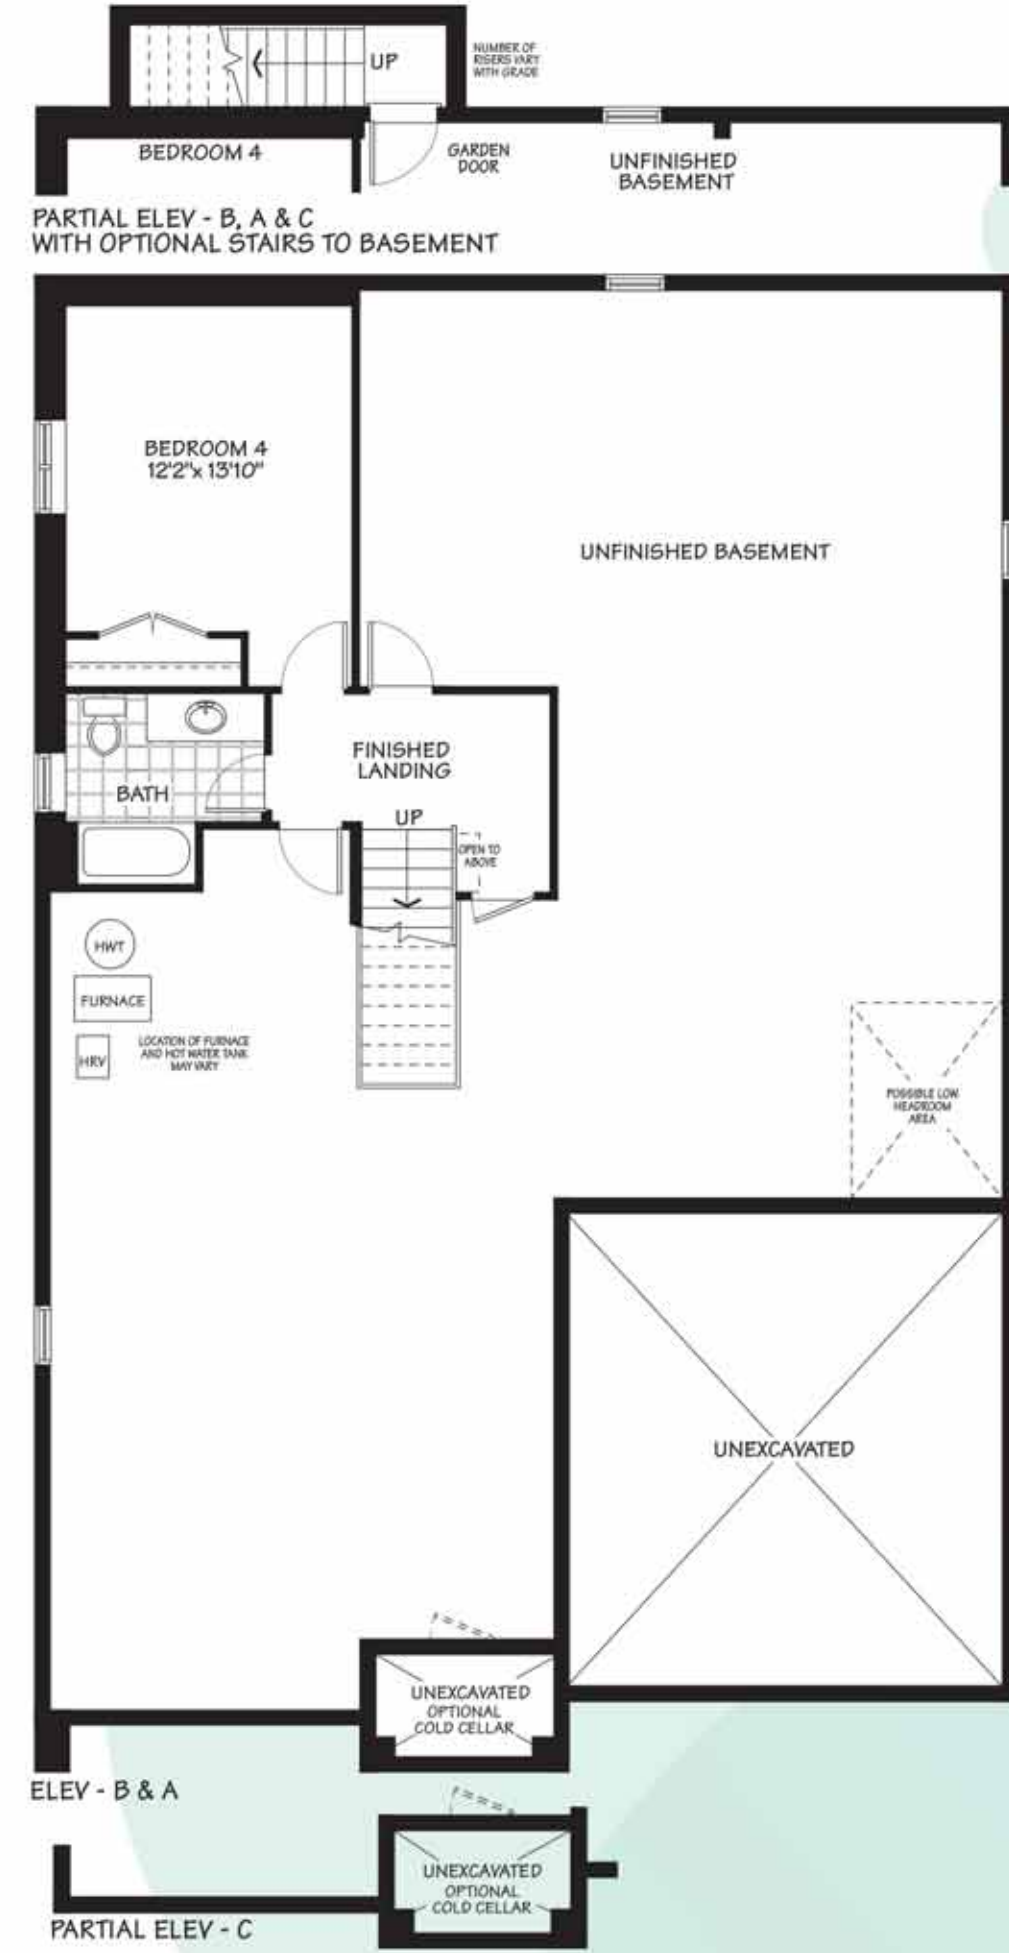 UP
NUMBER OF
RISERS VARY
WITH GRADE
BEDROOM 4
GARDEN
DOOR
UNFINISHED
BASEMENT
PARTIAL ELEV - B, A & C
WITH OPTIONAL STAIRS TO BASEMENT
BEDROOM 4
12'2"x 13'10"
UNFINISHED BASEMENT
FINISHED
LANDING
BATH
UP
OPEN TO
ABOVE
HWT
FURNACE
HRV
LOCATION OF FURNACE
AND HOT WATER TANK
MAY VARY
POSSIBLE LOW
HEADROOM
AREA
UNEXCAVATED
UNEXCAVATED
OPTIONAL
COLD CELLAR
ELEV - B & A
UNEXCAVATED
OPTIONAL
COLD CELLAR
PARTIAL ELEV - C